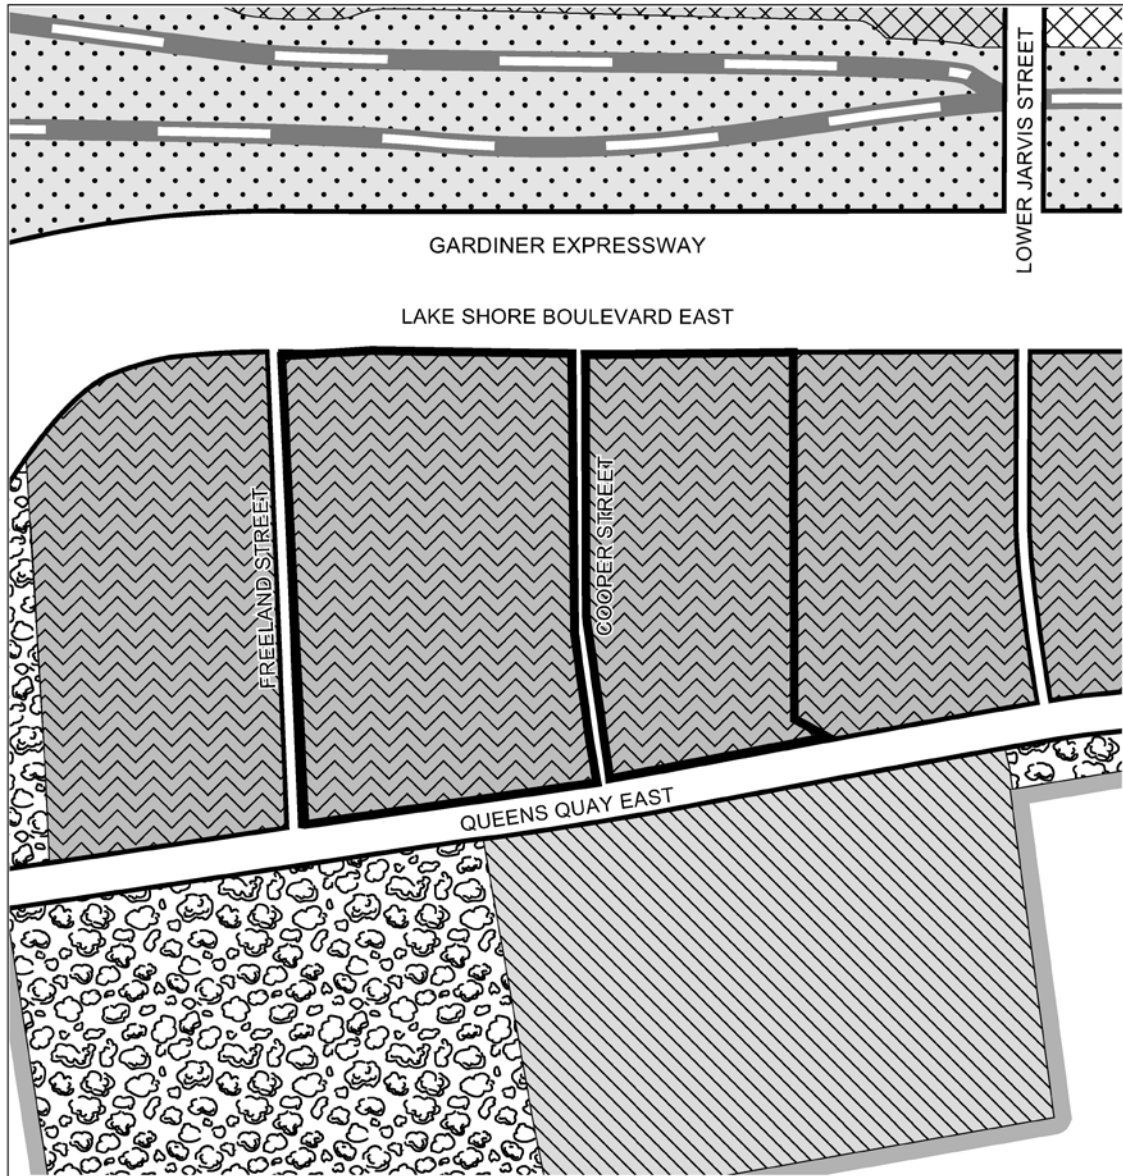 LOWER JARVIS STREET
GARDINER EXPRESSWAY
LAKE SHORE BOULEVARD EAST
FREELAND STREET
COOPER STREET
QUEENS QUAY EAST